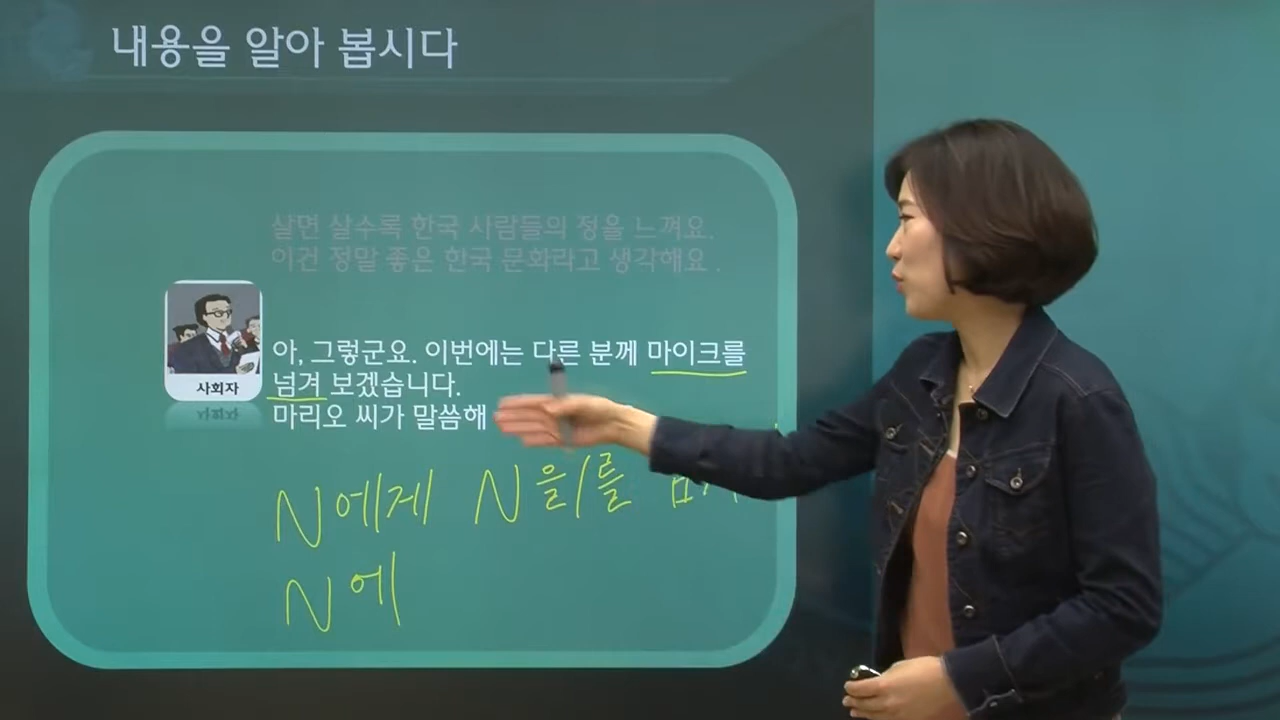 내용을 알아 봅시다
살면 살수록 한국 사람들의 정을 느껴요.
이건 정말 좋은 한국 문화라고 생각해요.
아, 그렇군요. 이번에는 다른 분께 마이크를
넘겨 보겠습니다.
사회자
마리오 씨가 말씀해
N에게 N을/를
N에